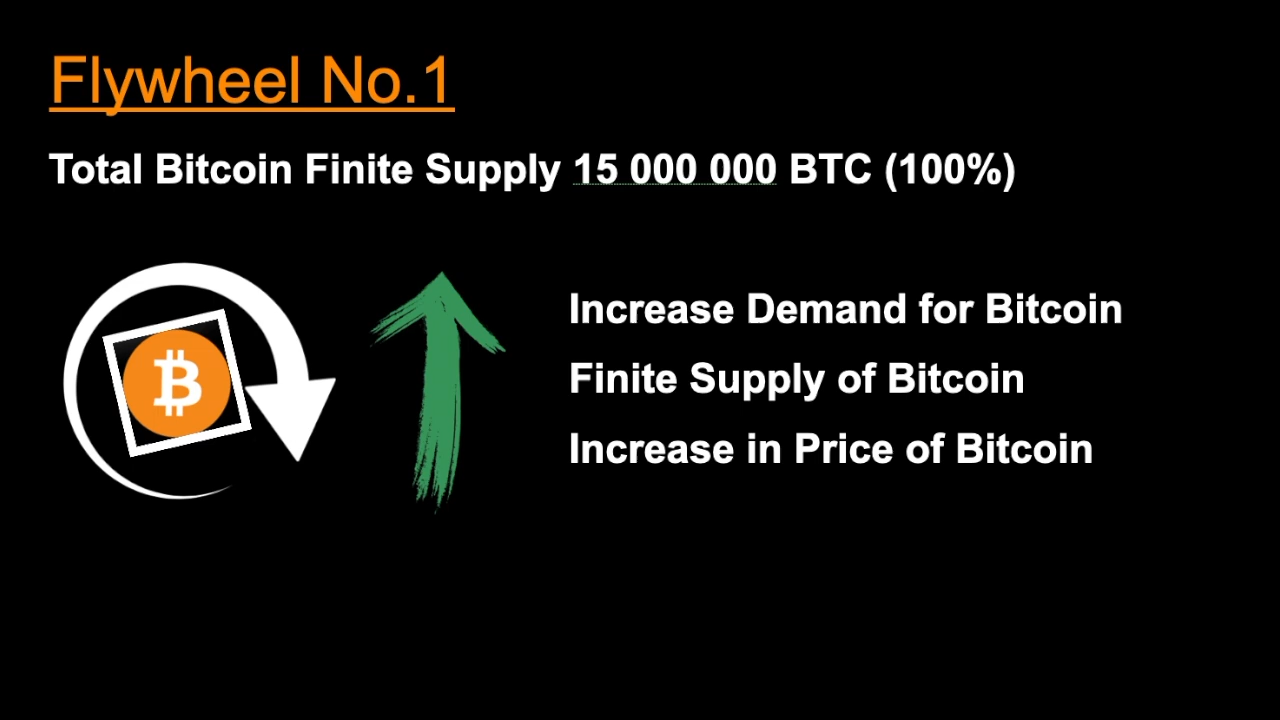 Flywheel No.1
Total Bitcoin Finite Supply 15 000 000 BTC (100%)
Increase Demand for Bitcoin
Finite Supply of Bitcoin
Increase in Price of Bitcoin